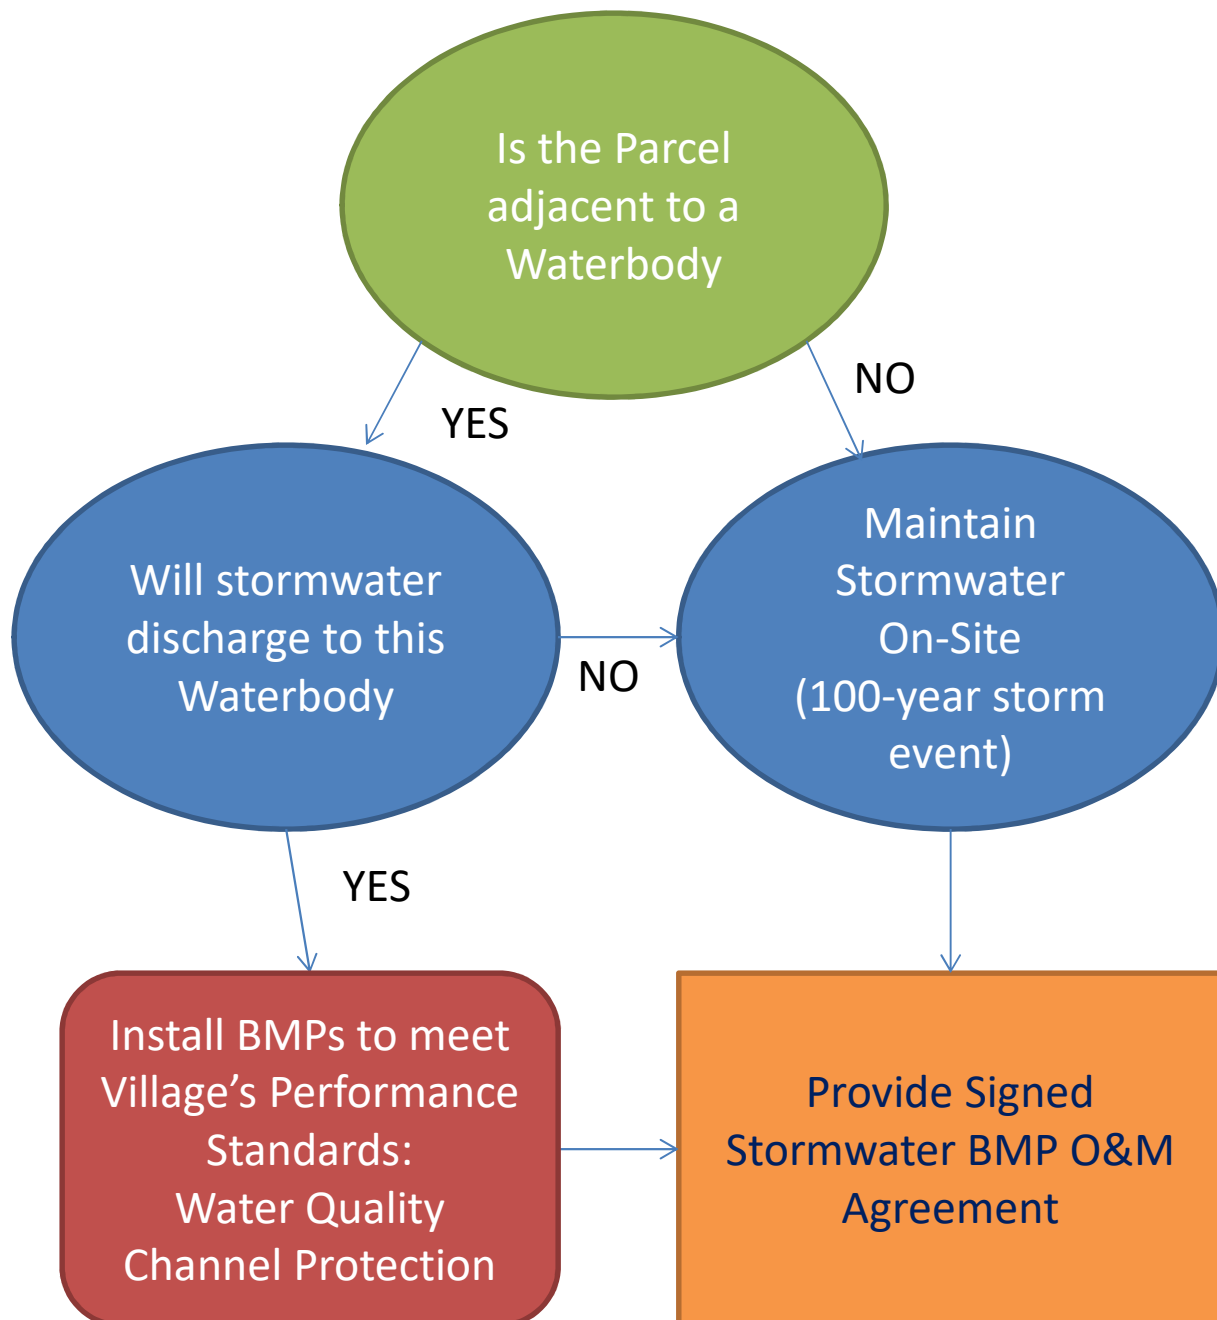 Is the Parcel
adjacent to a
Waterbody
NO
YES
Will stormwater
discharge to this
Waterbody
NO
Maintain
Stormwater
On-Site
(100-year storm
event)
YES
Install BMPs to meet
Village’s Performance
Standards:
Water Quality
Channel Protection
Provide Signed
Stormwater BMP O&M
Agreement